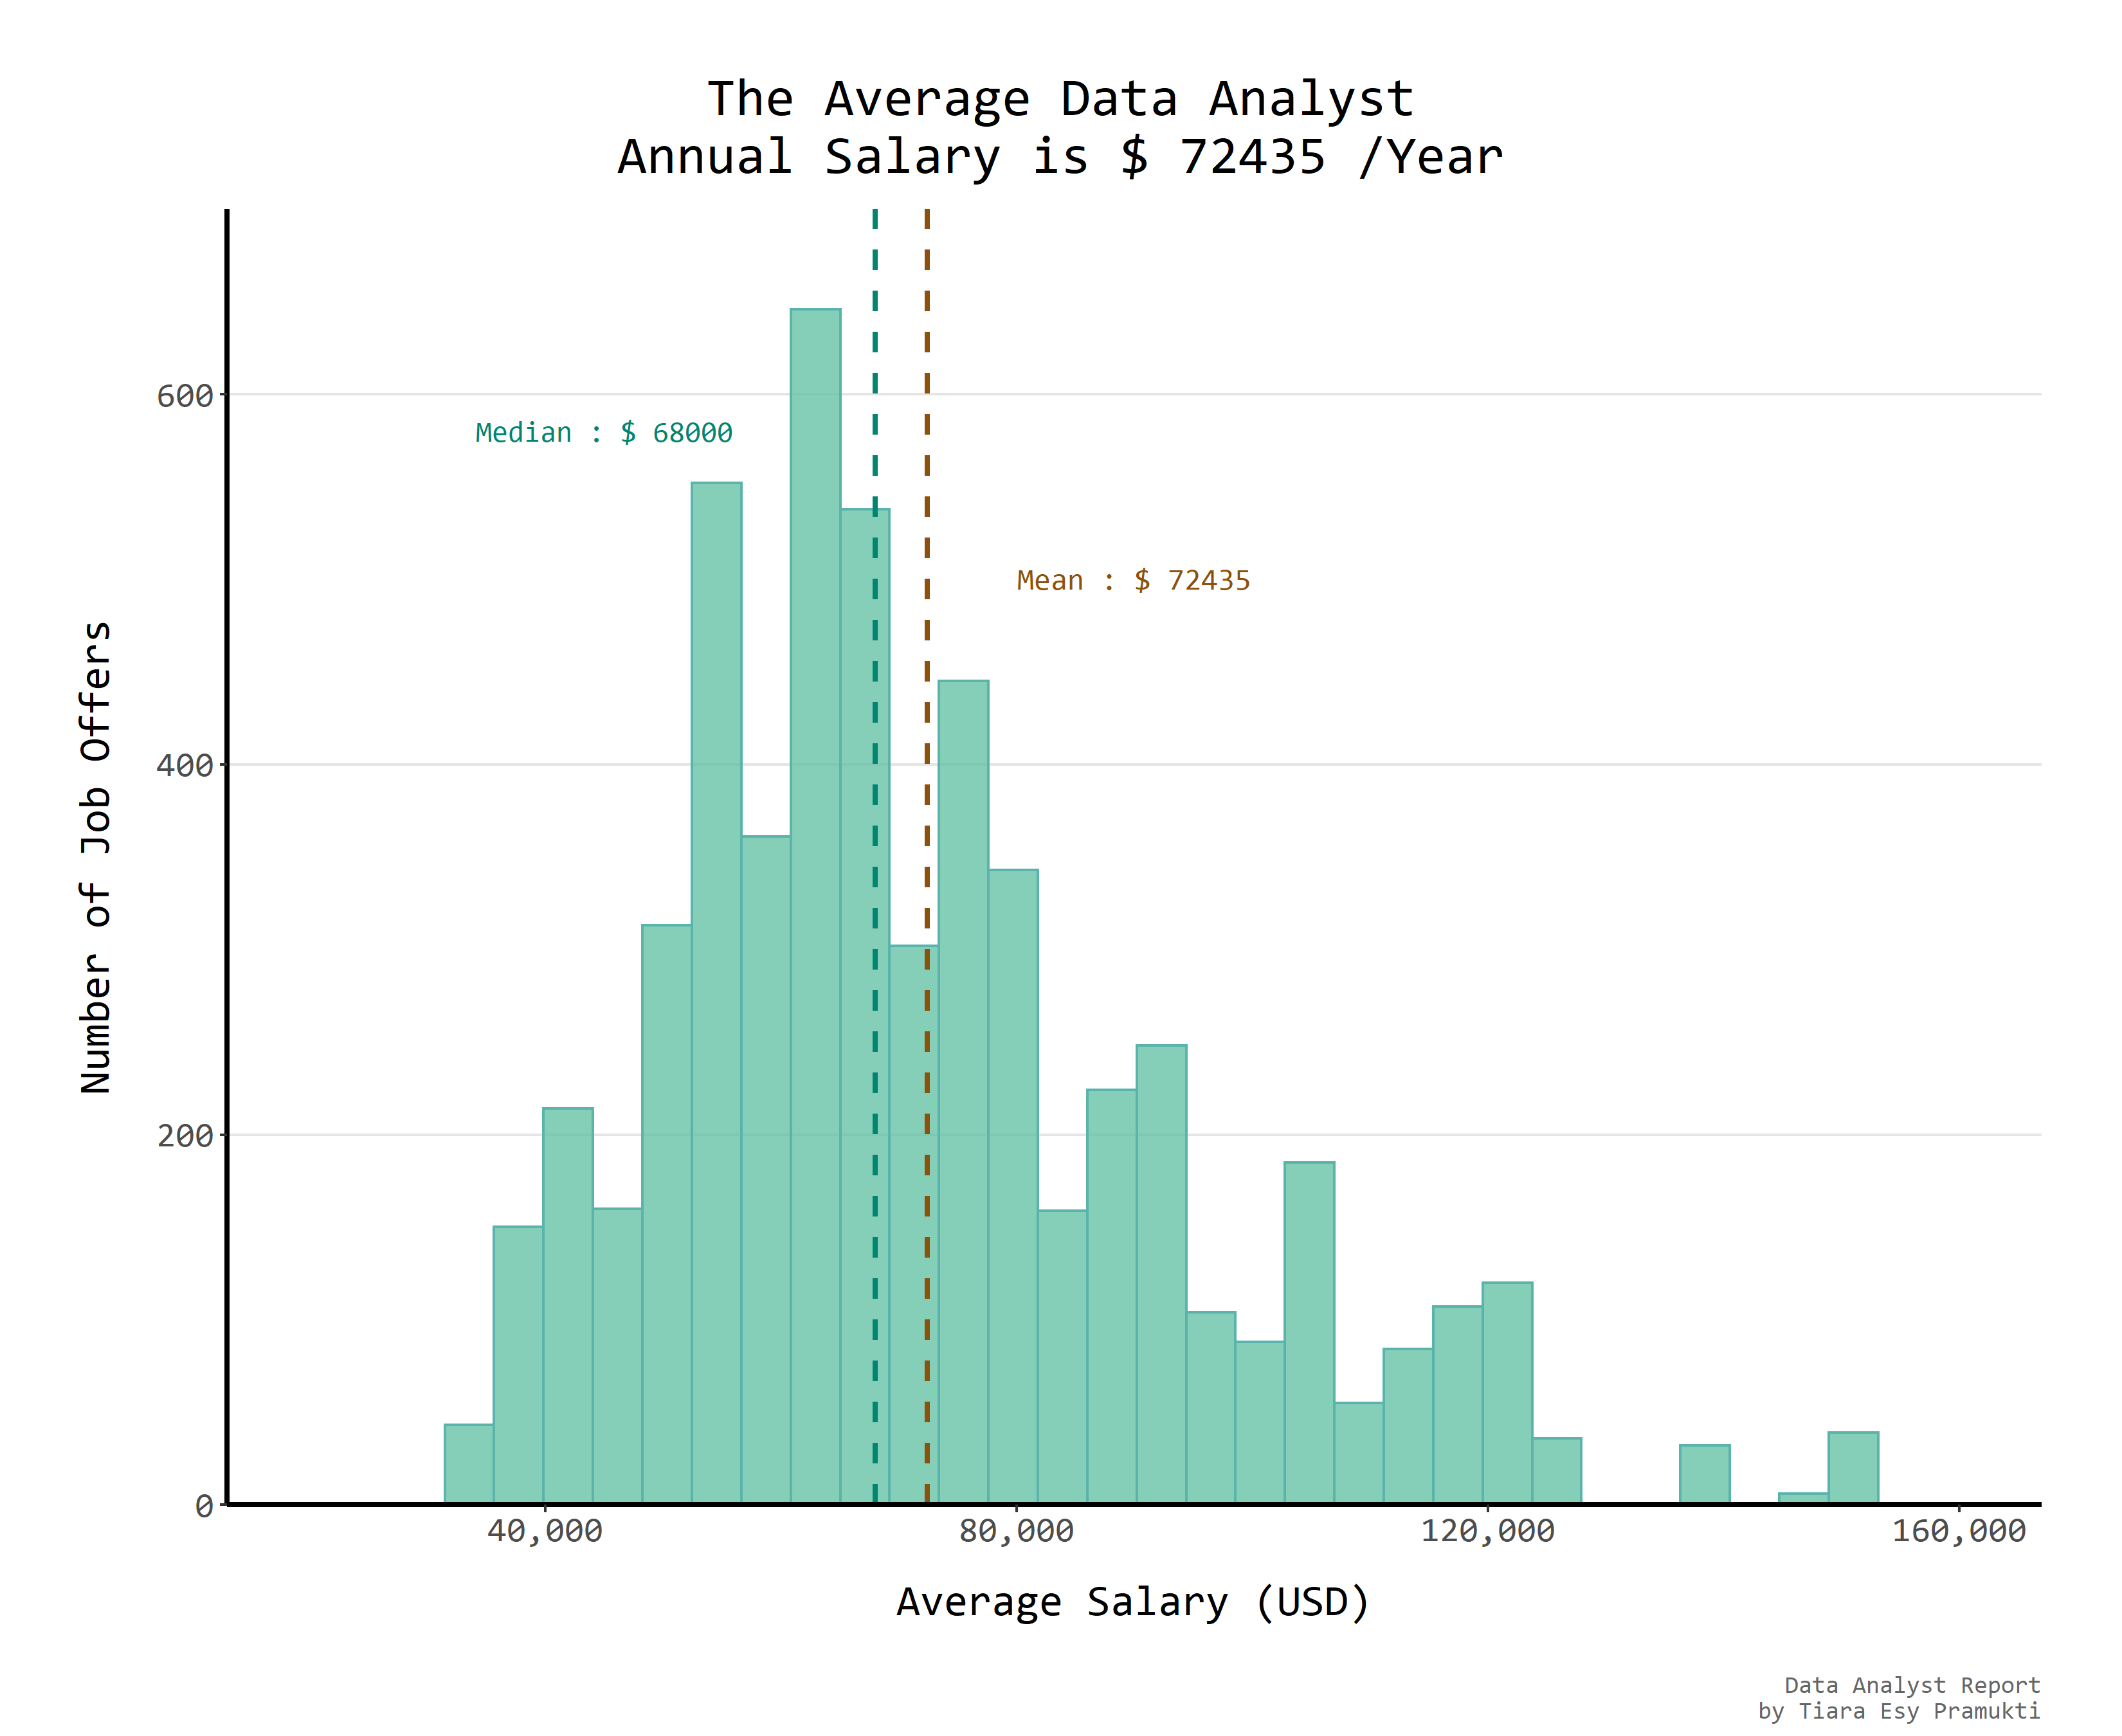 The Average Data Analyst
Annual Salary is $ 72435 /Year
600
Median : $ 68000
Mean : $ 72435
Number of Job Offers
400
200
0
40,000
80,000
120,000
160,000
Average Salary (USD)
Data Analyst Report
by Tiara Esy Pramukti